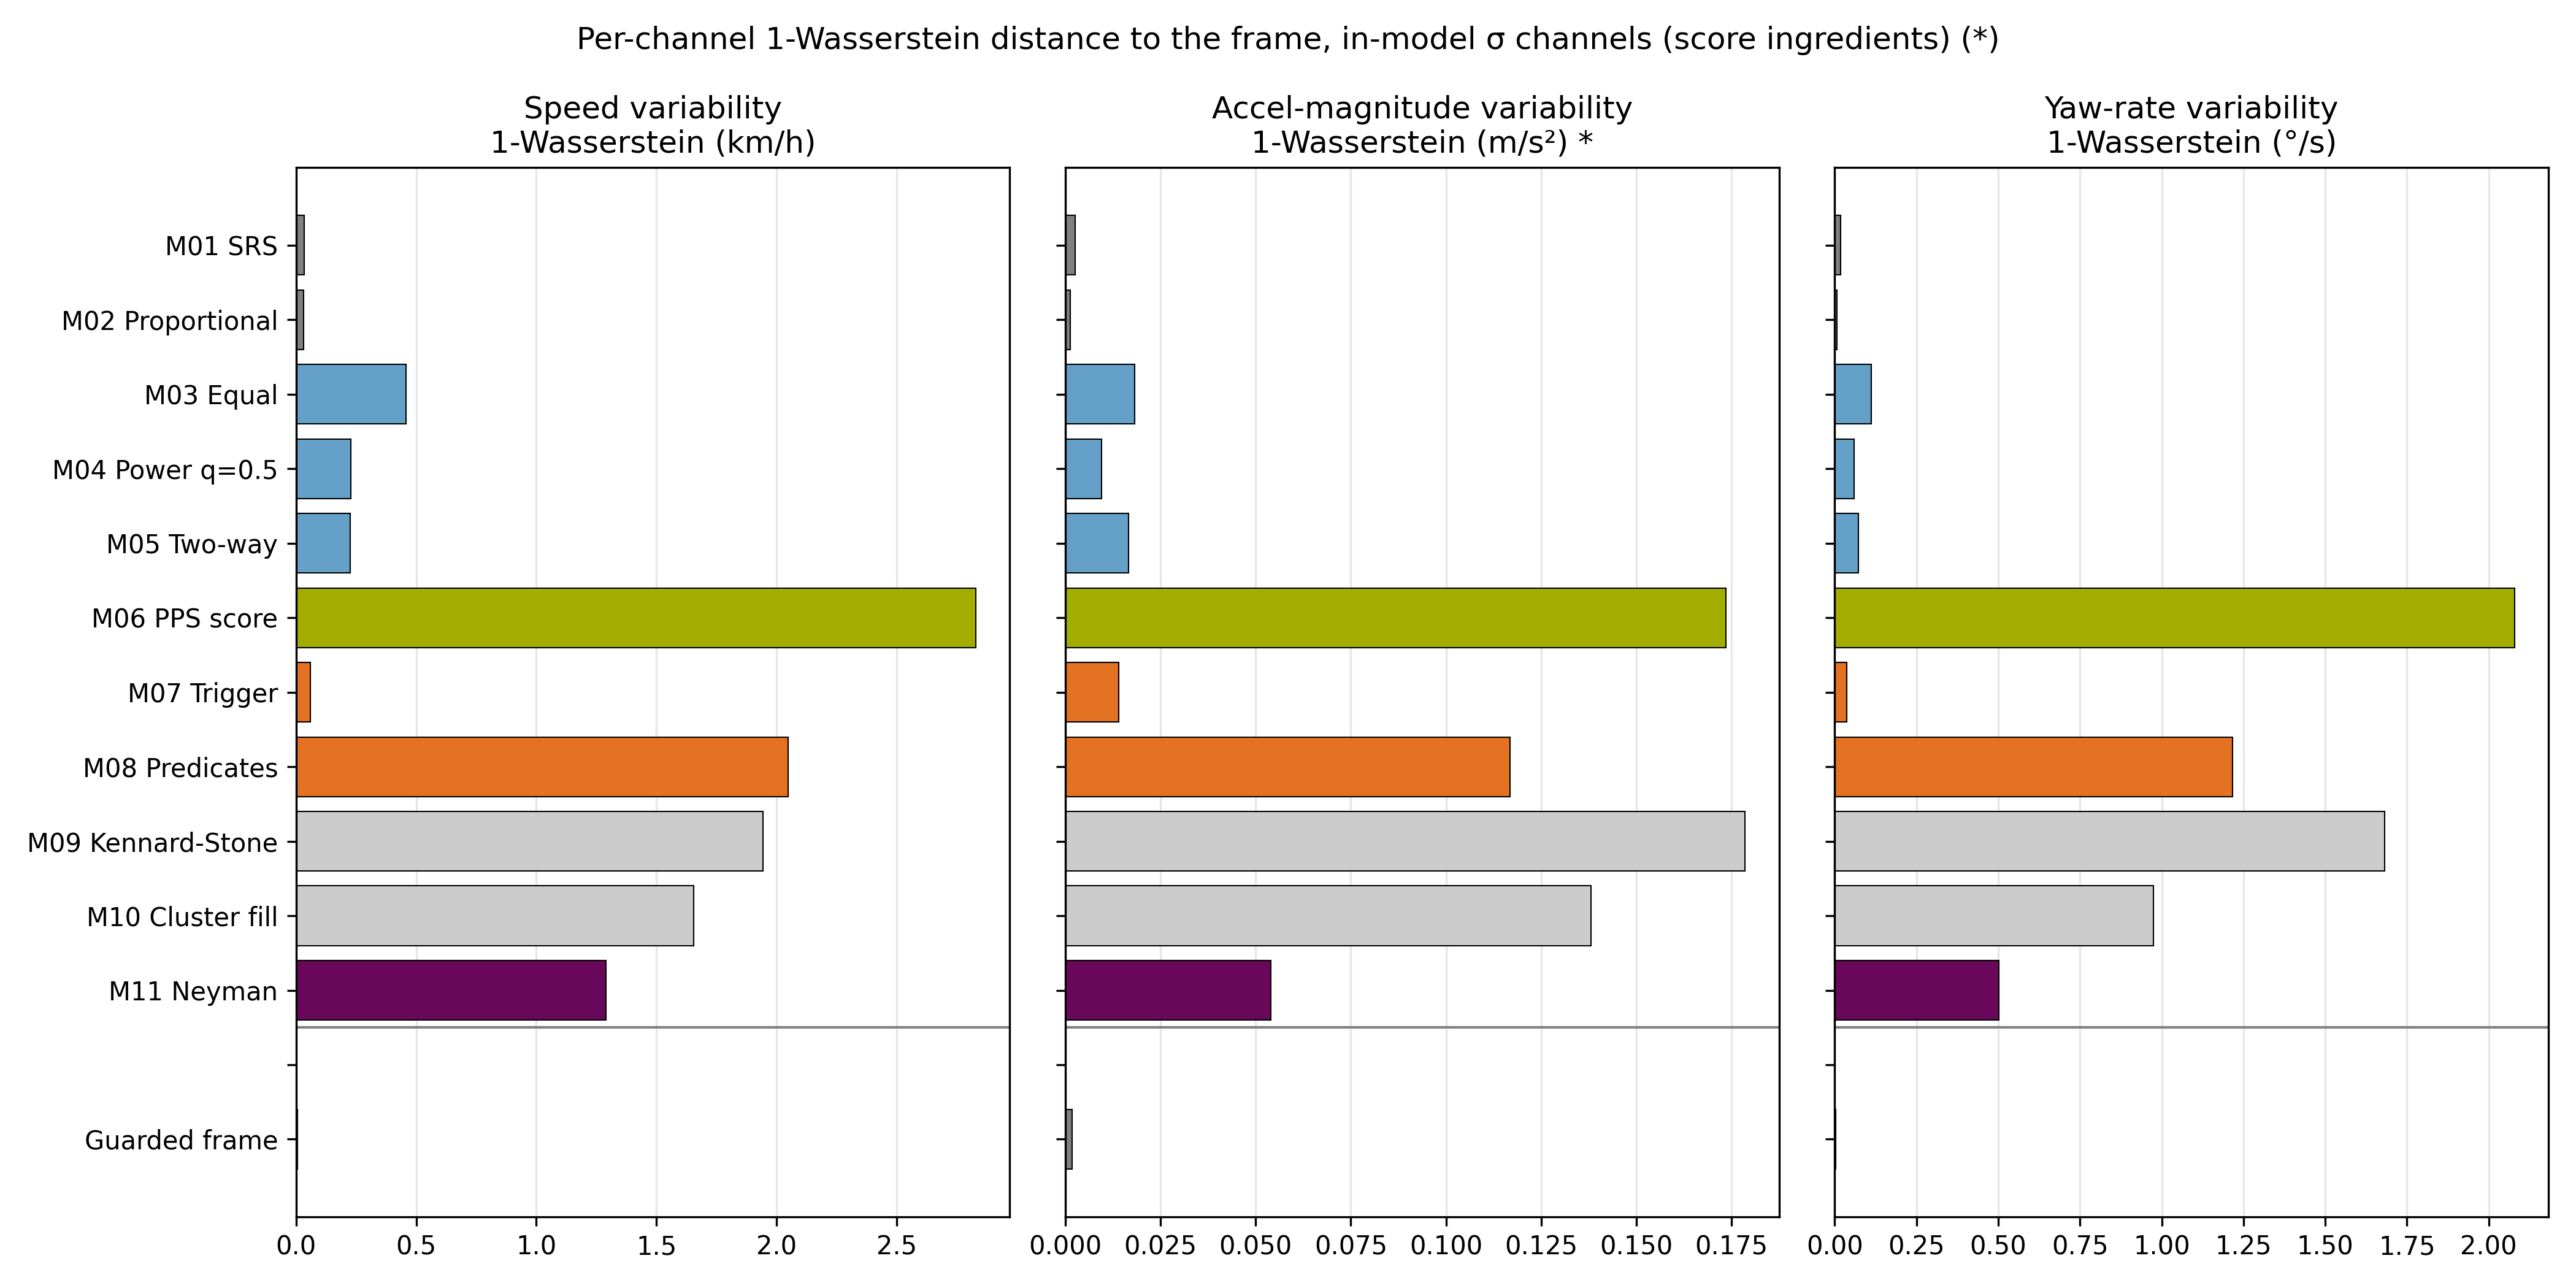 Per-channel 1-Wasserstein distance to the frame, in-model σ channels (score ingredients) (*)
Speed variability
1-Wasserstein (km/h)
Accel-magnitude variability
1-Wasserstein (m/s²) *
Yaw-rate variability
1-Wasserstein (°/s)
M01 SRS
M02 Proportional
M03 Equal
M04 Power q=0.5
M05 Two-way
M06 PPS score
M07 Trigger
M08 Predicates
M09 Kennard-Stone
M10 Cluster fill
M11 Neyman
Guarded frame
0.0 0.5 1.0 1.5 2.0 2.5
0.000 0.025 0.050 0.075 0.100 0.125 0.150 0.175
0.00 0.25 0.50 0.75 1.00 1.25 1.50 1.75 2.00